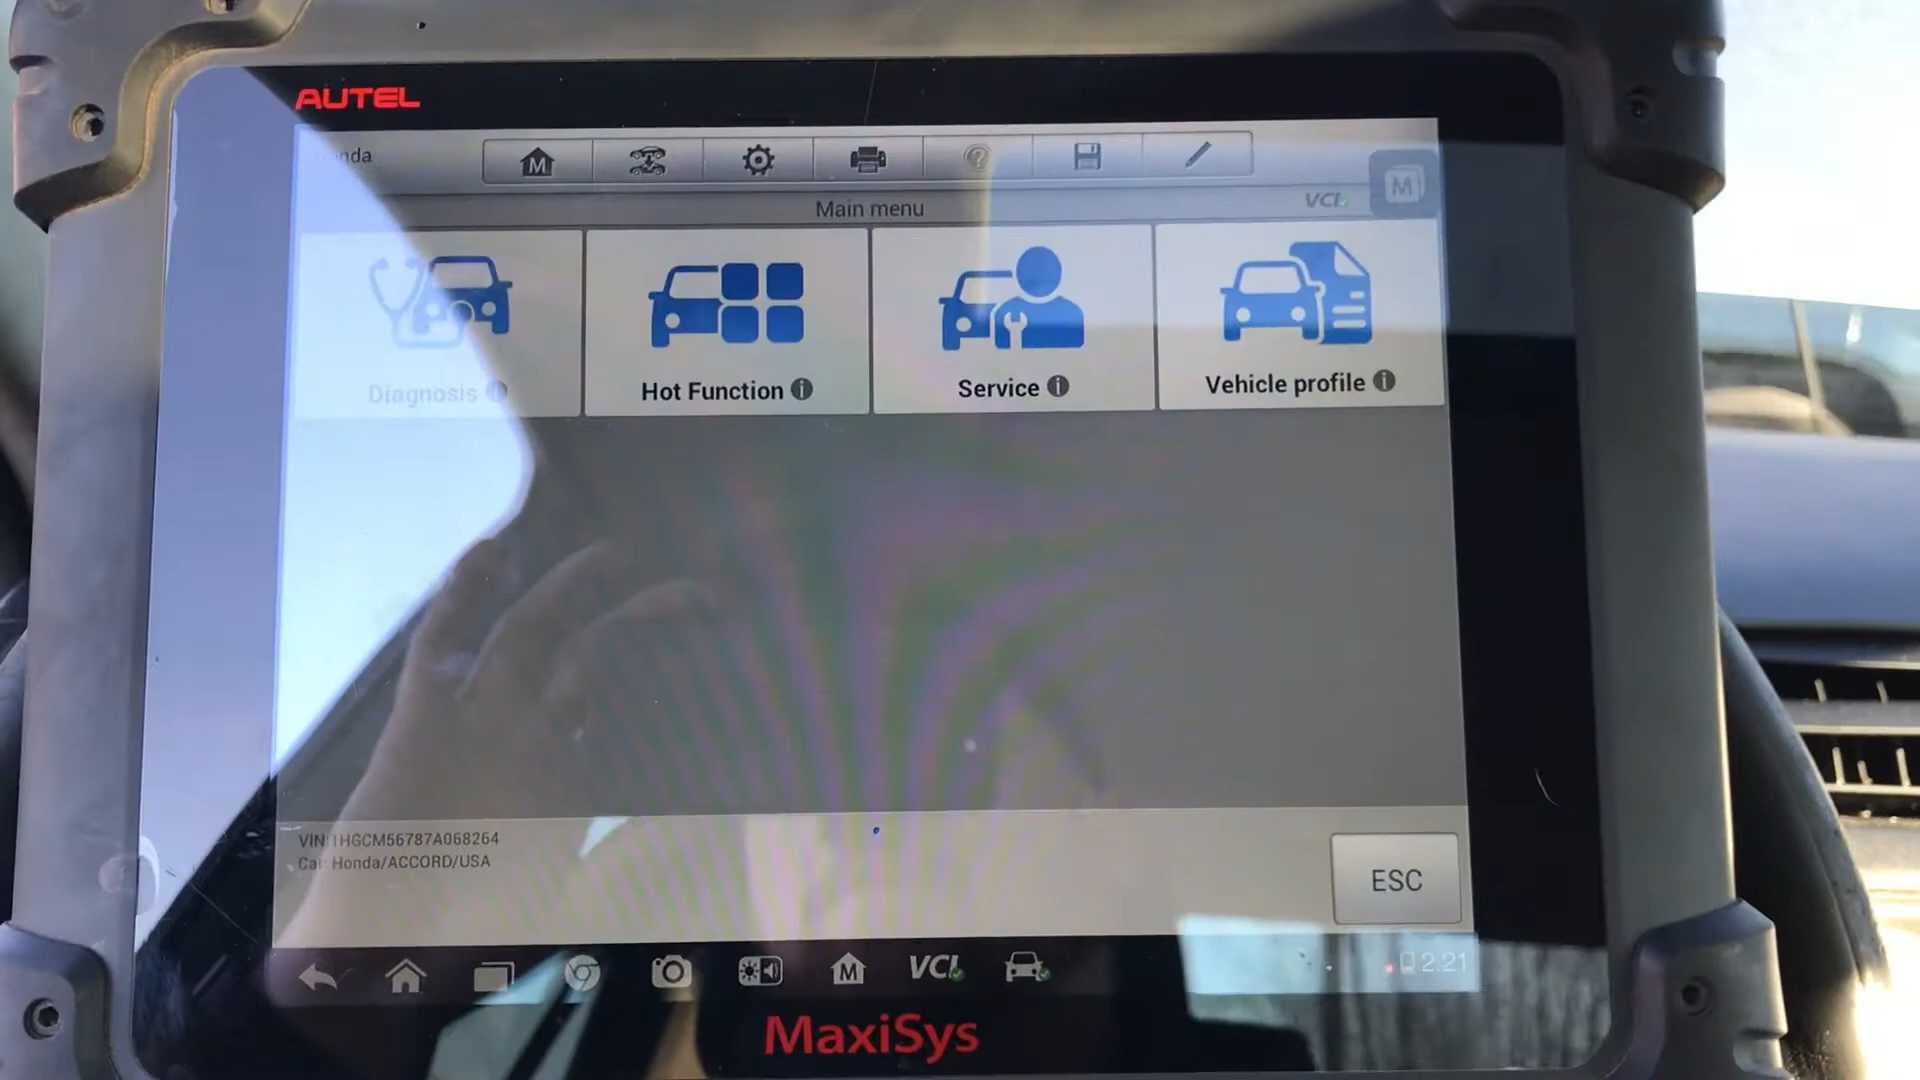 AUTEL
Honda
M
VCI
M
Main menu
Diagnosis
Hot Function
Service
Vehicle profile
VIN:1HGCM56787A068264
Car: Honda/ACCORD/USA
ESC
M
VCI
2:21
MaxiSys